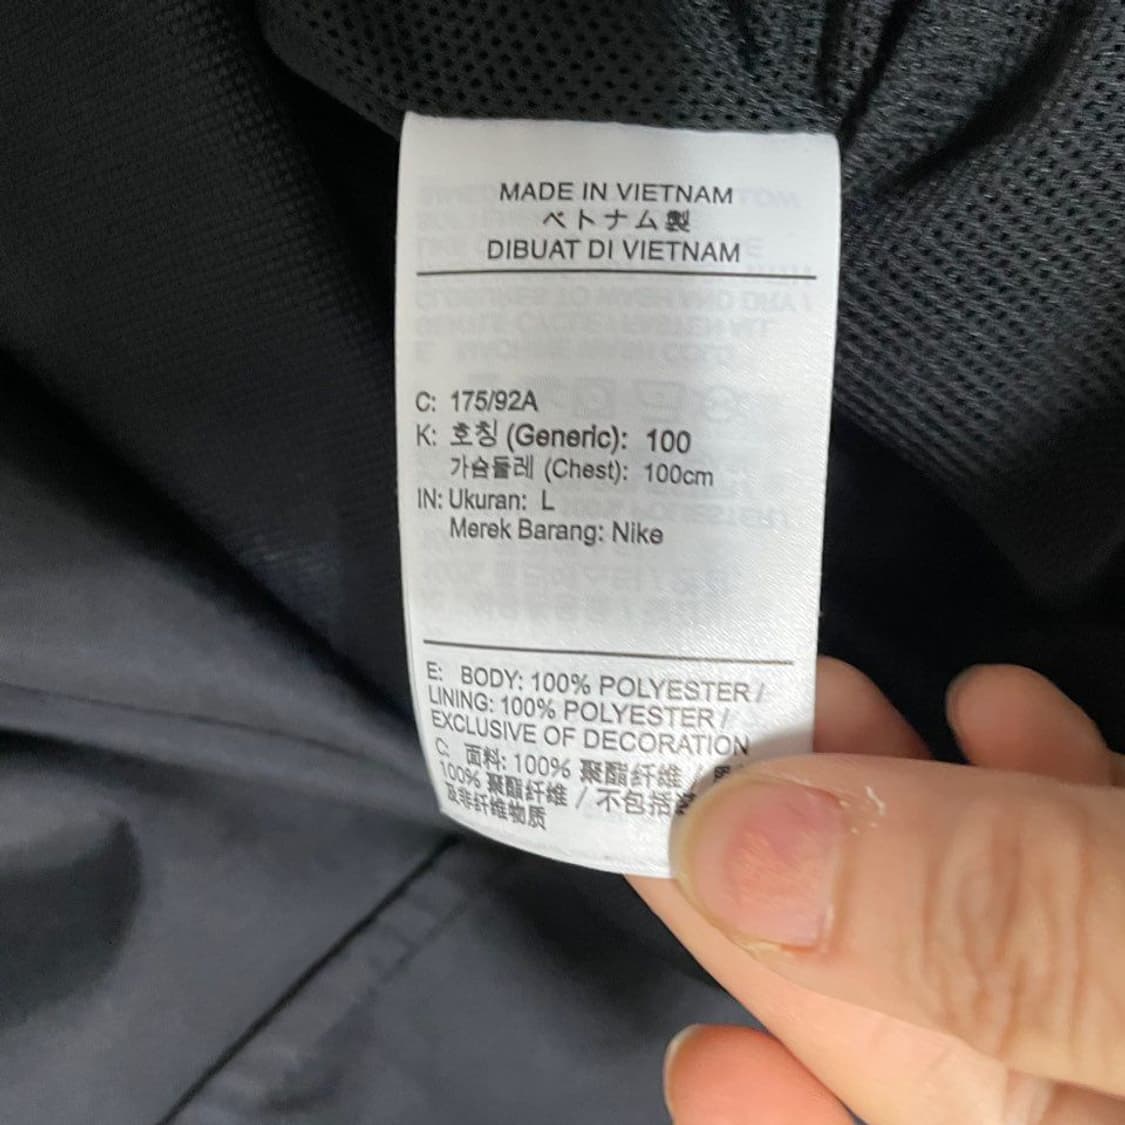 MADE IN VIETNAM
ベトナム製
DIBUAT DI VIETNAM
C: 175/92A
K: 호칭 (Generic): 100
가슴둘레 (Chest): 100cm
IN: Ukuran: L
Merek Barang: Nike
E: BODY: 100% POLYESTER /
LINING: 100% POLYESTER /
EXCLUSIVE OF DECORATION
C: 面料: 100% 聚酯纤维 /
100% 聚酯纤维 / 不包括
及非纤维物质